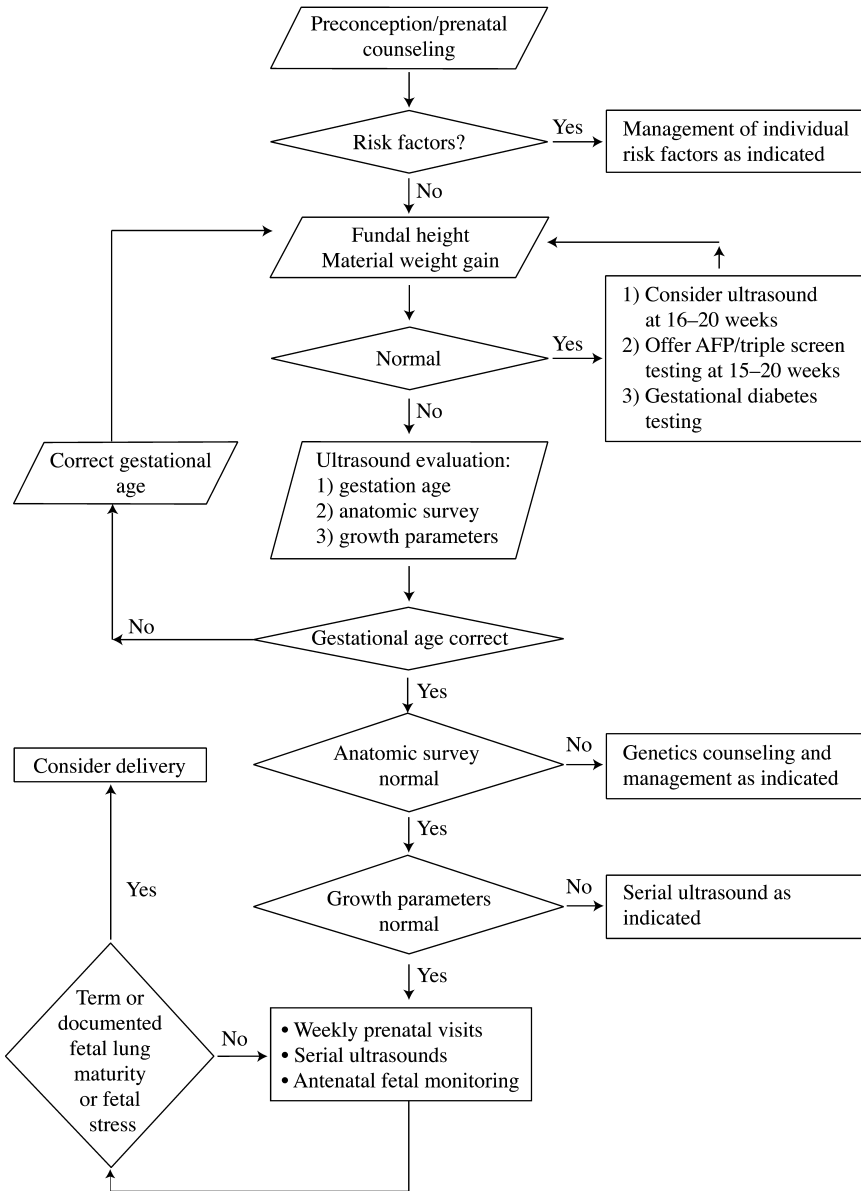 Preconception/prenatal
counseling
Risk factors?
Yes
Management of individual
risk factors as indicated
No
Fundal height
Material weight gain
Normal
Yes
1) Consider ultrasound
at 16–20 weeks
2) Offer AFP/triple screen
testing at 15–20 weeks
3) Gestational diabetes
testing
No
Correct gestational
age
Ultrasound evaluation:
1) gestation age
2) anatomic survey
3) growth parameters
No
Gestational age correct
Yes
Anatomic survey
normal
No
Genetics counseling and
management as indicated
Consider delivery
Yes
Growth parameters
normal
No
Serial ultrasound as
indicated
Yes
Yes
Term or
documented
fetal lung
maturity
or fetal
stress
No
• Weekly prenatal visits
• Serial ultrasounds
• Antenatal fetal monitoring